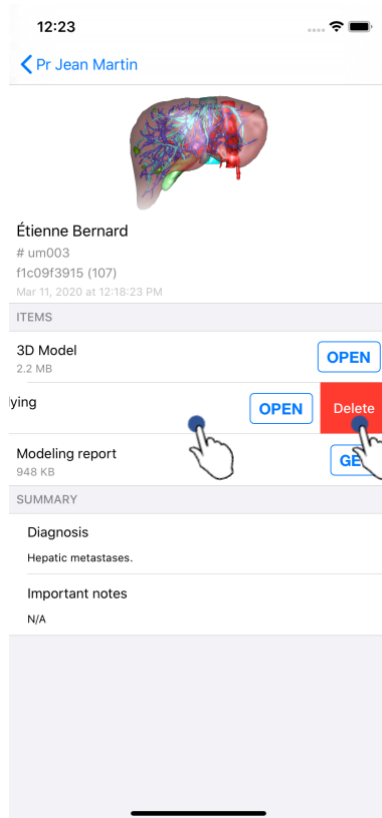 12:23
Pr Jean Martin
Étienne Bernard
# um003
f1c09f3915 (107)
Mar 11, 2020 at 12:18:23 PM
ITEMS
3D Model
2.2 MB
OPEN
lying
OPEN
Delete
Modeling report
948 KB
GE
SUMMARY
Diagnosis
Hepatic metastases.
Important notes
N/A